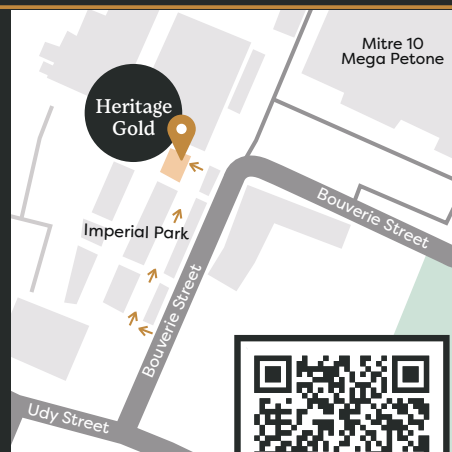 Mitre 10
Mega Petone
Heritage
Gold
Bouverie Street
Imperial Park
Bouverie Street
Udy Street